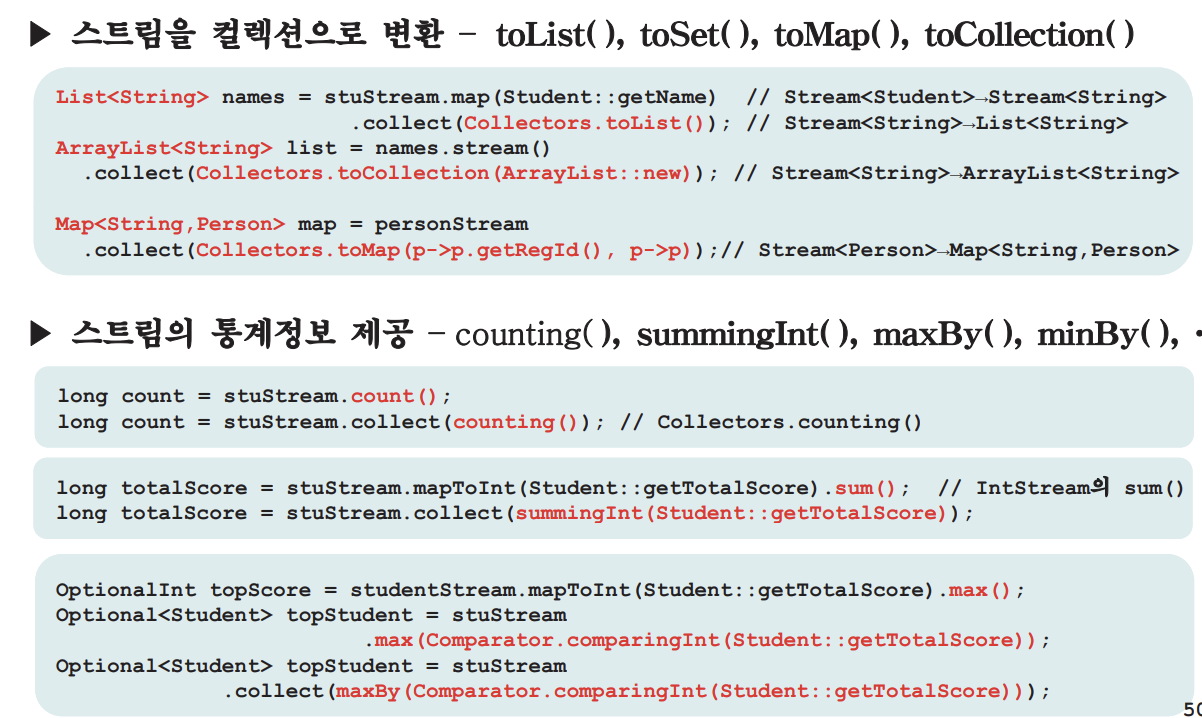 ▶ 스트림을 컬렉션으로 변환 – toList( ), toSet( ), toMap( ), toCollection( )
List<String> names = stuStream.map(Student::getName)  // Stream<Student>→Stream<String>
                       .collect(Collectors.toList()); // Stream<String>→List<String>
ArrayList<String> list = names.stream()
  .collect(Collectors.toCollection(ArrayList::new)); // Stream<String>→ArrayList<String>
Map<String,Person> map = personStream
  .collect(Collectors.toMap(p->p.getRegId(), p->p));// Stream<Person>→Map<String,Person>
▶ 스트림의 통계정보 제공 – counting( ), summingInt( ), maxBy( ), minBy( ),
long count = stuStream.count();
long count = stuStream.collect(counting()); // Collectors.counting()
long totalScore = stuStream.mapToInt(Student::getTotalScore).sum();  // IntStream의 sum()
long totalScore = stuStream.collect(summingInt(Student::getTotalScore));
OptionalInt topScore = studentStream.mapToInt(Student::getTotalScore).max();
Optional<Student> topStudent = stuStream
                        .max(Comparator.comparingInt(Student::getTotalScore));
Optional<Student> topStudent = stuStream
             .collect(maxBy(Comparator.comparingInt(Student::getTotalScore)));